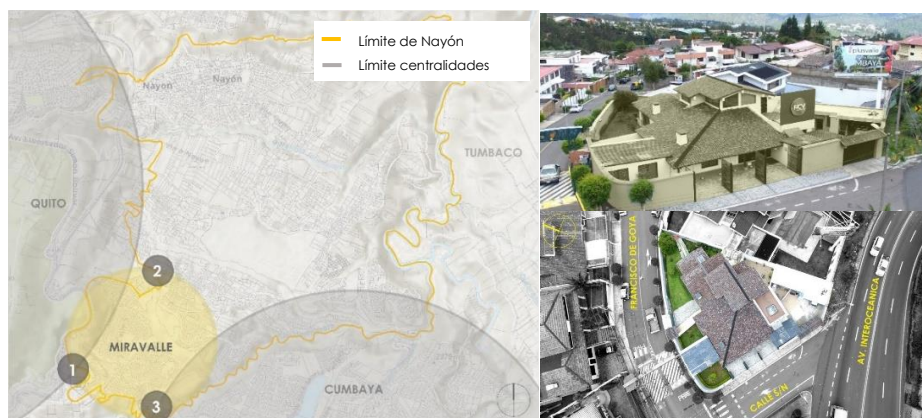 Límite de Nayón
Límite centralidades
Nayón
Nayón
TUMBACO
QUITO
2
MIRAVALLE
1
3
CUMBAYA
FRANCISCO DE GOYA
AV. INTEROCEANICA
CALLE S/N